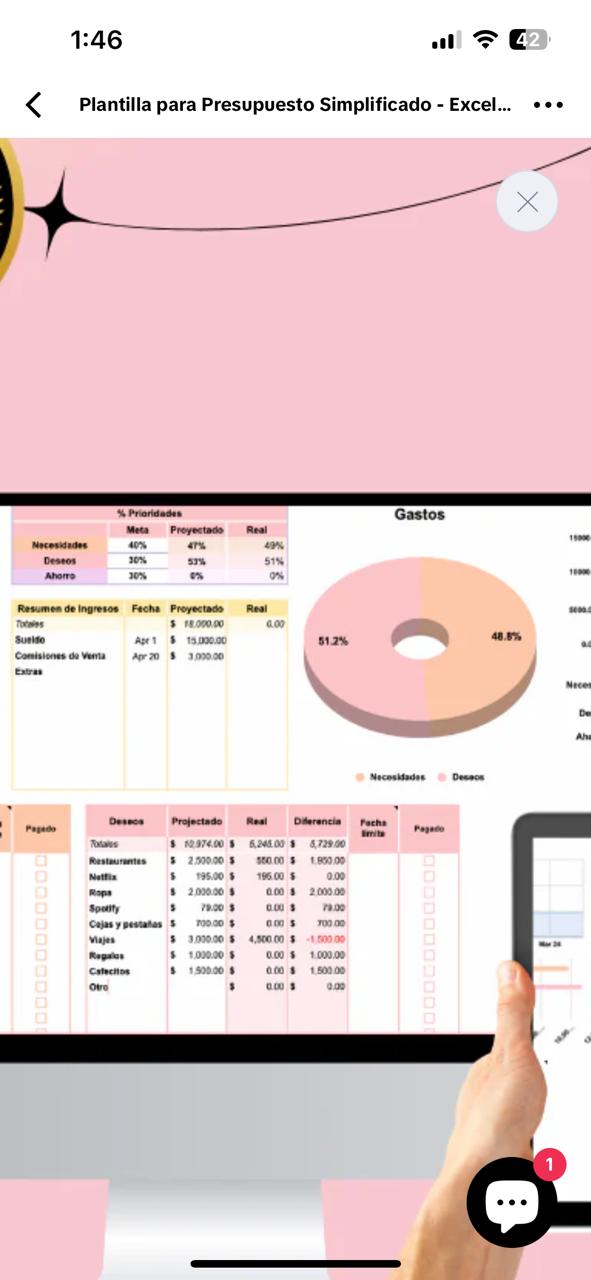 1:46
42
Plantilla para Presupuesto Simplificado - Excel...
% Prioridades
Meta Proyectado Real
Necesidades 40% 47% 49%
Deseos 30% 53% 51%
Ahorro 30% 0% 0%
Resumen de Ingresos Fecha Proyectado Real
Totales $ 18,000.00 0.00
Sueldo Apr 1 $ 15,000.00
Comisiones de Venta Apr 20 $ 3,000.00
Extras
Gastos
51.2% 48.8%
Necesidades Deseos
15000
10000
5000.0
0.0
Neces
De
Aho
Pagado
Deseos Projectado Real Diferencia Fecha límite Pagado
Totales $ 10,974.00 $ 5,245.00 $ 5,729.00
Restaurantes $ 2,500.00 $ 550.00 $ 1,950.00
Netflix $ 195.00 $ 195.00 $ 0.00
Ropa $ 2,000.00 $ 0.00 $ 2,000.00
Spotify $ 79.00 $ 0.00 $ 79.00
Cejas y pestañas $ 700.00 $ 0.00 $ 700.00
Viajes $ 3,000.00 $ 4,500.00 $ -1,500.00
Regalos $ 1,000.00 $ 0.00 $ 1,000.00
Cafecitos $ 1,500.00 $ 0.00 $ 1,500.00
Otro $ 0.00 $ 0.00
Mar 24
1